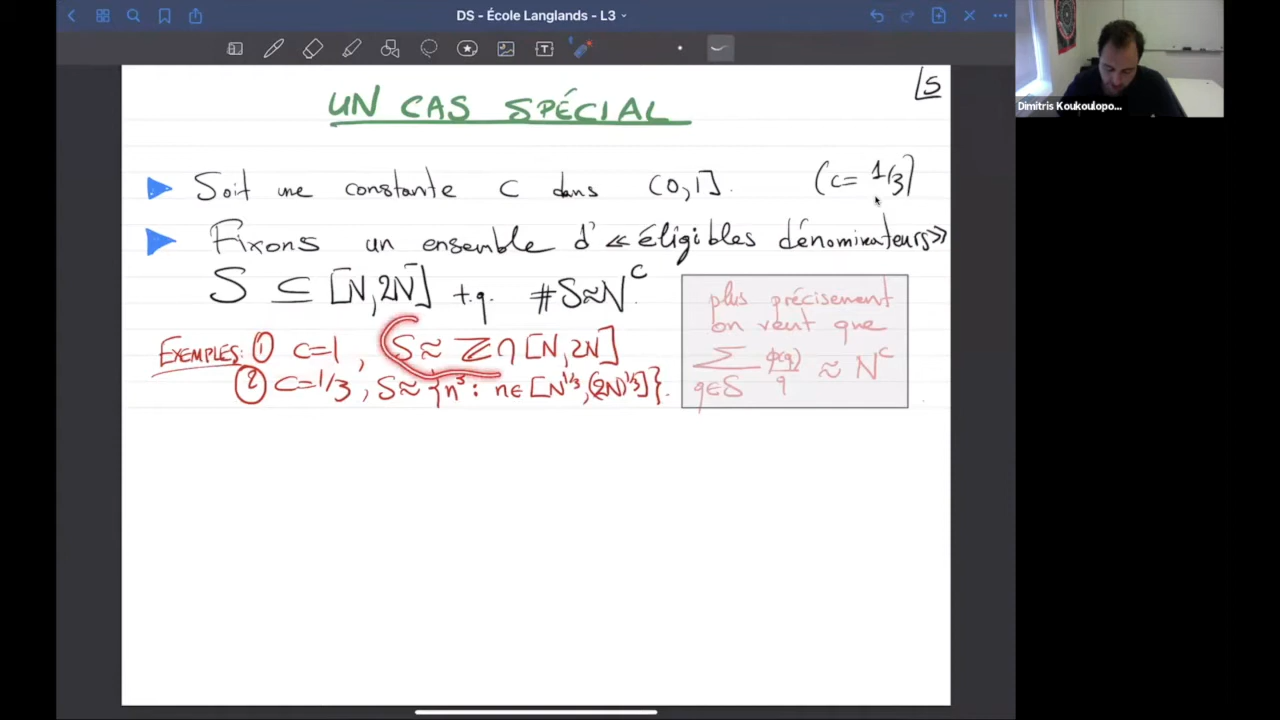 DS - École Langlands - L3
Dimitris Koukoulopo...
L5
UN CAS SPÉCIAL
Soit une constante c dans (0,1]. (c= 1/3)
Fixons un ensemble d' «éligibles dénominateurs»
S ⊆ [N,2N] t.q. #S≈N^c.
plus précisement
on veut que
∑_{q∈S} φ(q)/q ≈ N^c
EXEMPLES: ① c=1, S ≈ ℤ∩[N,2N]
② c=1/3, S≈{n³: n∈[N^{1/3},(2N)^{1/3}]}.